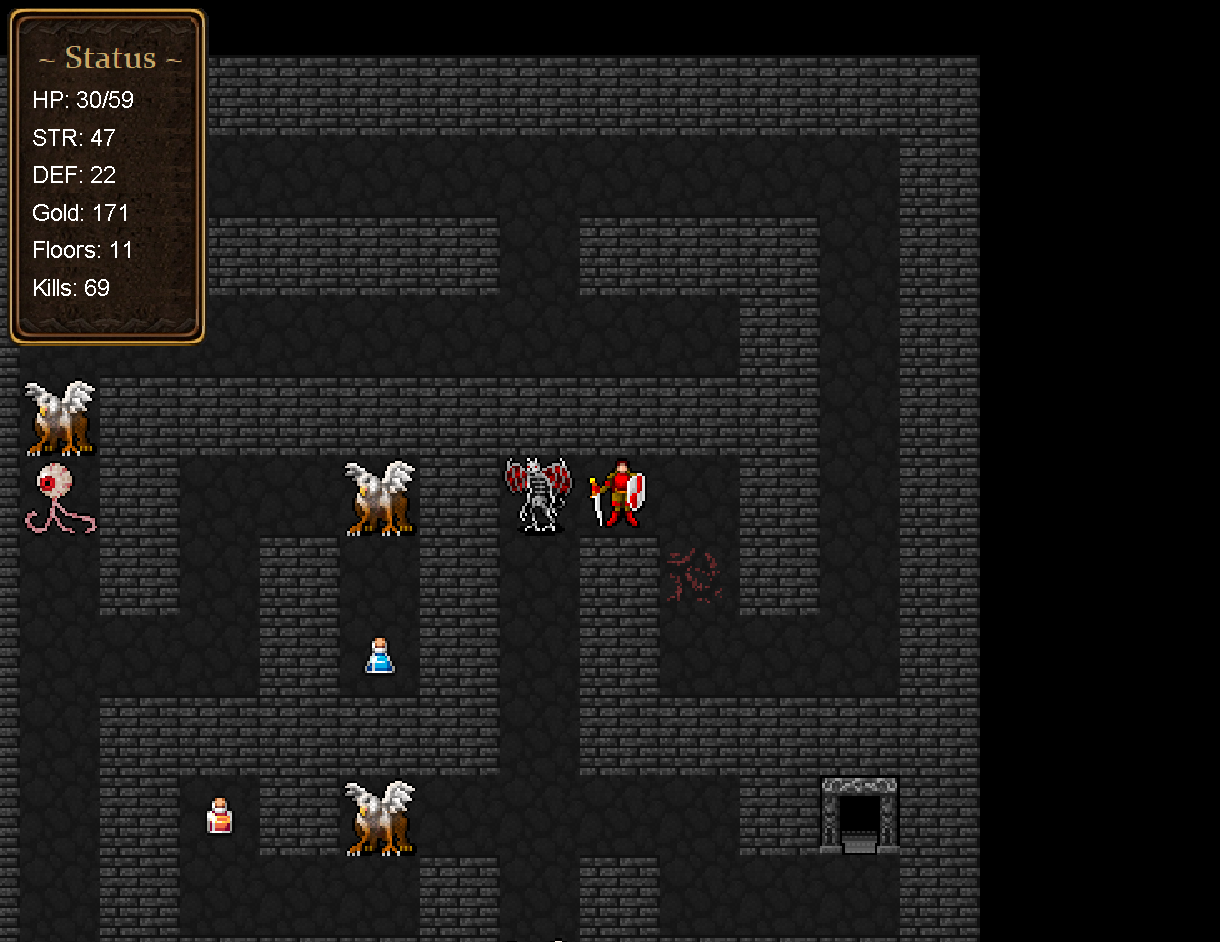 ~ Status ~
HP: 30/59
STR: 47
DEF: 22
Gold: 171
Floors: 11
Kills: 69